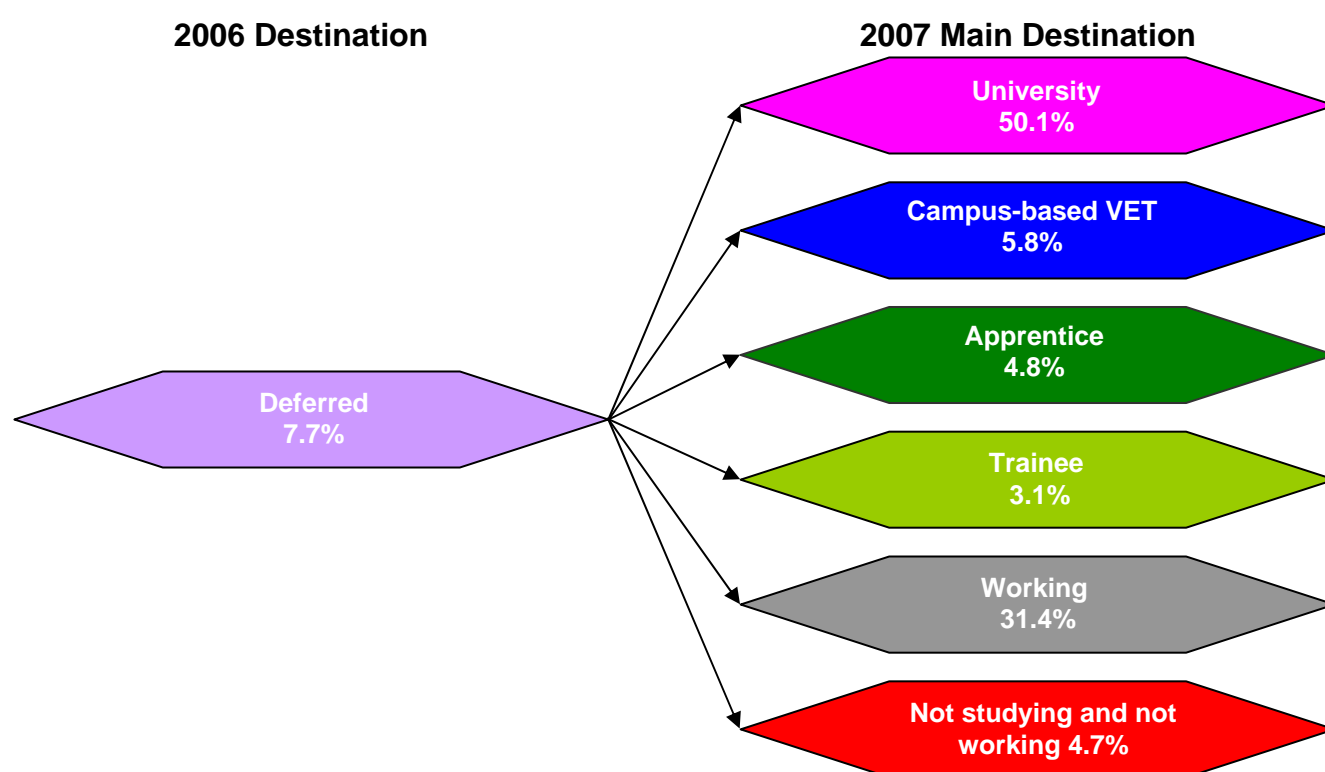 2006 Destination
2007 Main Destination
University
50.1%
Campus-based VET
5.8%
Apprentice
4.8%
Deferred
7.7%
Trainee
3.1%
Working
31.4%
Not studying and not
working 4.7%